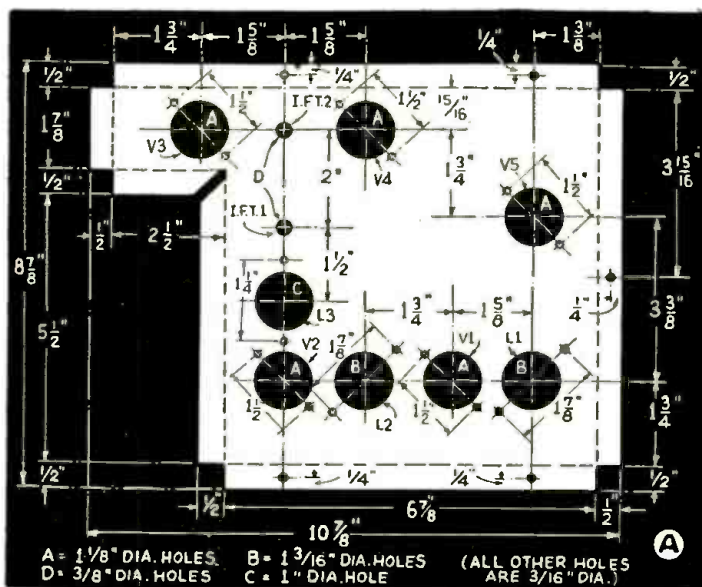 1 3/4" 1 5/8" 1 5/8" 1 3/8"
1/4" 1/4"
1/2" 1/2"
1 1/2" I.F.T.2 1 1/2" 15/16"
1 7/8" A A
V3 D V4 1 3/4" V5 3 15/16"
2" 1 1/2"
1/2" A
I.F.T.1
1/2" 2 1/2"
8 7/8" 1 1/2" 1/4" 3 3/8"
1 1/4" C
5 1/2" L3 1 3/4" 1 5/8"
V2 1 7/8" V1 L1
A B A B
1 1/2" L2 1 1/2" 1 7/8" 1 3/4"
1/2" 1/4" 1/4" 1/2"
1/2" 6 7/8" 1/2"
10 7/8"
A
A = 1 1/8" DIA. HOLES B = 1 3/16" DIA. HOLES (ALL OTHER HOLES
D = 3/8" DIA. HOLES C = 1" DIA. HOLE ARE 3/16" DIA.)